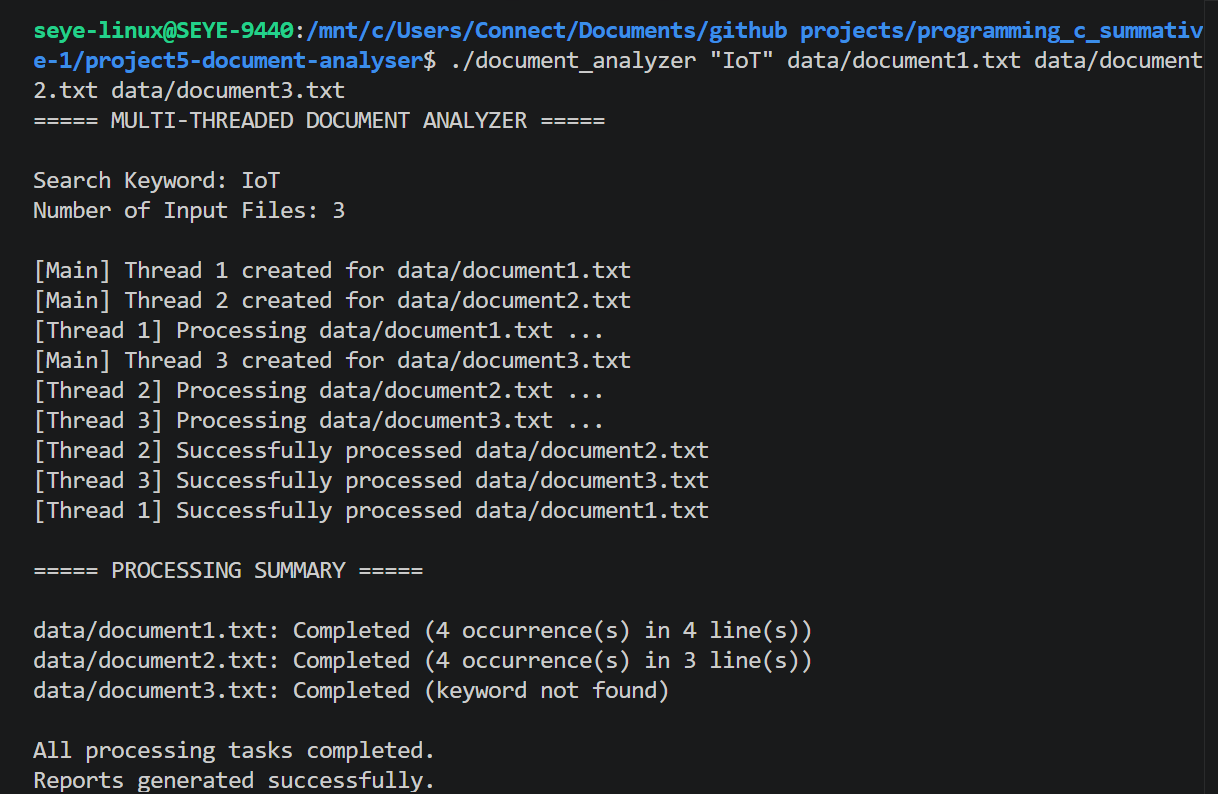 seye-linux@SEYE-9440:/mnt/c/Users/Connect/Documents/github projects/programming_c_summativ
e-1/project5-document-analyser$ ./document_analyzer "IoT" data/document1.txt data/document
2.txt data/document3.txt
===== MULTI-THREADED DOCUMENT ANALYZER =====

Search Keyword: IoT
Number of Input Files: 3

[Main] Thread 1 created for data/document1.txt
[Main] Thread 2 created for data/document2.txt
[Thread 1] Processing data/document1.txt ...
[Main] Thread 3 created for data/document3.txt
[Thread 2] Processing data/document2.txt ...
[Thread 3] Processing data/document3.txt ...
[Thread 2] Successfully processed data/document2.txt
[Thread 3] Successfully processed data/document3.txt
[Thread 1] Successfully processed data/document1.txt

===== PROCESSING SUMMARY =====

data/document1.txt: Completed (4 occurrence(s) in 4 line(s))
data/document2.txt: Completed (4 occurrence(s) in 3 line(s))
data/document3.txt: Completed (keyword not found)

All processing tasks completed.
Reports generated successfully.